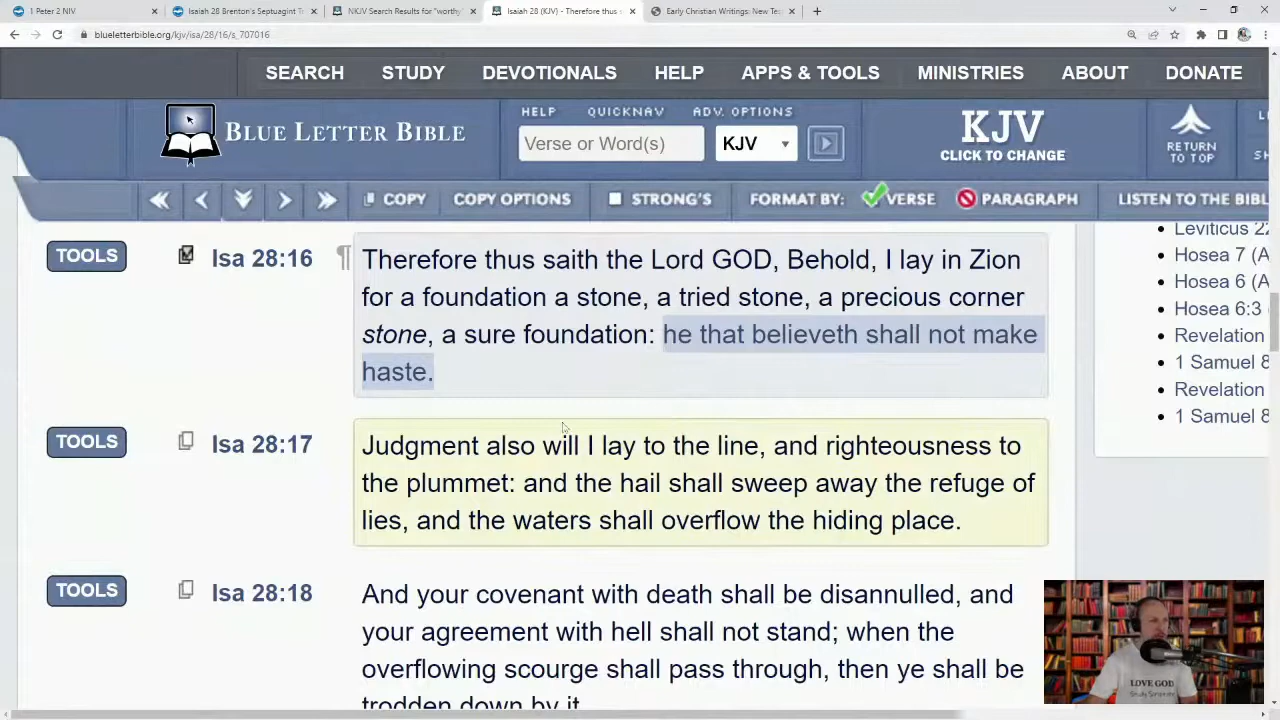 1 Peter 2 NIV
Isaiah 28 Brenton's Septuagint T
NKJV Search Results for "worthy
Isaiah 28 (KJV) - Therefore thus s
Early Christian Writings: New Tes
blueletterbible.org/kjv/isa/28/16/s_707016
SEARCH STUDY DEVOTIONALS HELP APPS & TOOLS MINISTRIES ABOUT DONATE
BLUE LETTER BIBLE
HELP QUICKNAV ADV. OPTIONS
Verse or Word(s) KJV
KJV
CLICK TO CHANGE
RETURN
TO TOP
COPY COPY OPTIONS STRONG'S FORMAT BY: VERSE PARAGRAPH LISTEN TO THE BIBL
TOOLS Isa 28:16 ¶ Therefore thus saith the Lord GOD, Behold, I lay in Zion
for a foundation a stone, a tried stone, a precious corner
stone, a sure foundation: he that believeth shall not make
haste.
TOOLS Isa 28:17 Judgment also will I lay to the line, and righteousness to
the plummet: and the hail shall sweep away the refuge of
lies, and the waters shall overflow the hiding place.
TOOLS Isa 28:18 And your covenant with death shall be disannulled, and
your agreement with hell shall not stand; when the
overflowing scourge shall pass through, then ye shall be
trodden down by it.
Leviticus 22
Hosea 7 (A
Hosea 6 (A
Hosea 6:3
Revelation
1 Samuel 8
Revelation
1 Samuel 8
LOVE GOD